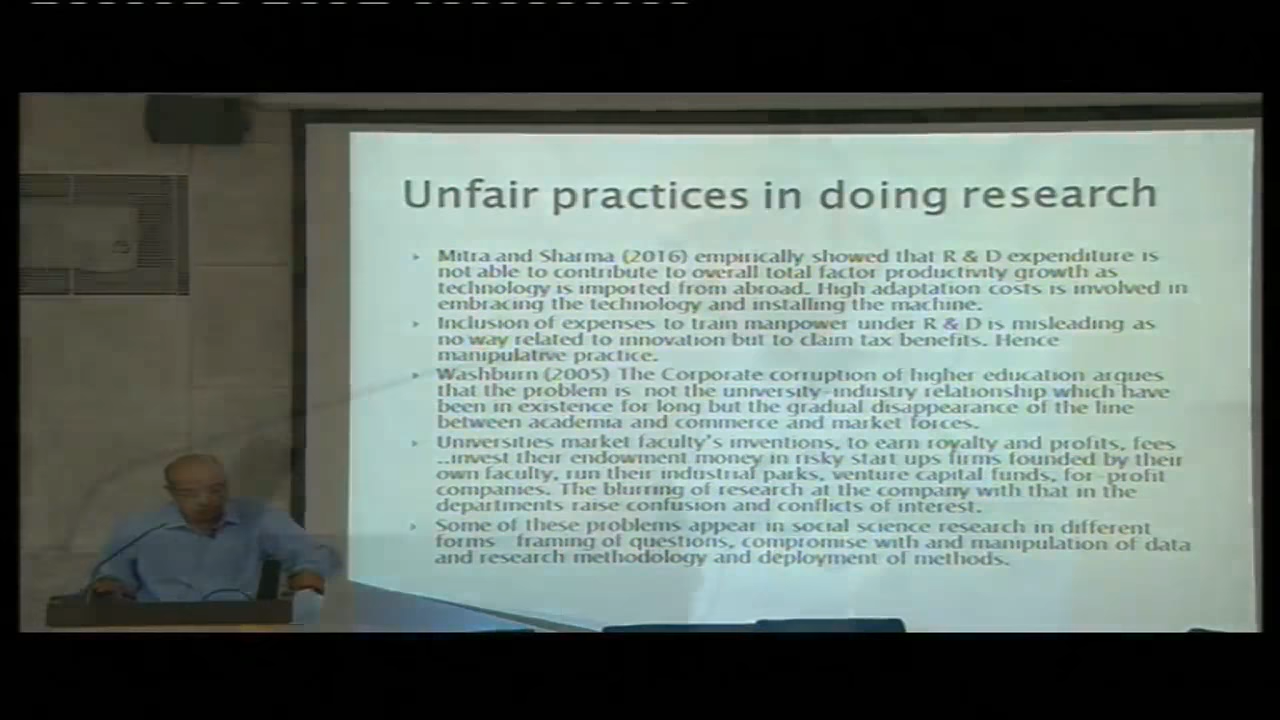 Unfair practices in doing research
Mitra and Sharma (2016) empirically showed that R & D expenditure is
not able to contribute to overall total factor productivity growth as
technology is imported from abroad. High adaptation costs is involved in
embracing the technology and installing the machine.
Inclusion of expenses to train manpower under R & D is misleading as
no way related to innovation but to claim tax benefits. Hence
manipulative practice.
Washburn (2005) The Corporate corruption of higher education argues
that the problem is not the university-industry relationship which have
been in existence for long but the gradual disappearance of the line
between academia and commerce and market forces.
Universities market faculty's inventions, to earn royalty and profits, fees
..invest their endowment money in risky start ups firms founded by their
own faculty, run their industrial parks, venture capital funds, for-profit
companies. The blurring of research at the company with that in the
departments raise confusion and conflicts of interest.
Some of these problems appear in social science research in different
forms framing of questions, compromise with and manipulation of data
and research methodology and deployment of methods.